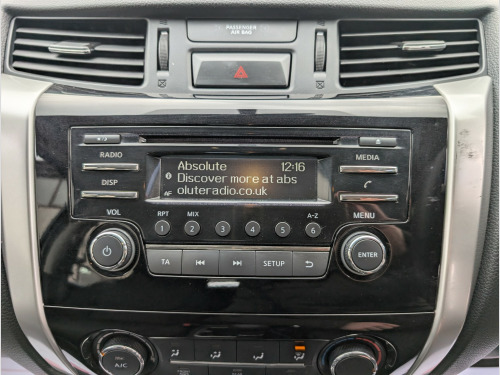 PASSENGER
AIR BAG
RADIO
MEDIA
Absolute 12:16
Discover more at abs
oluteradio.co.uk
AF
DISP
VOL
RPT MIX A-Z
MENU
1 2 3 4 5 6
TA SETUP
ENTER
A/C